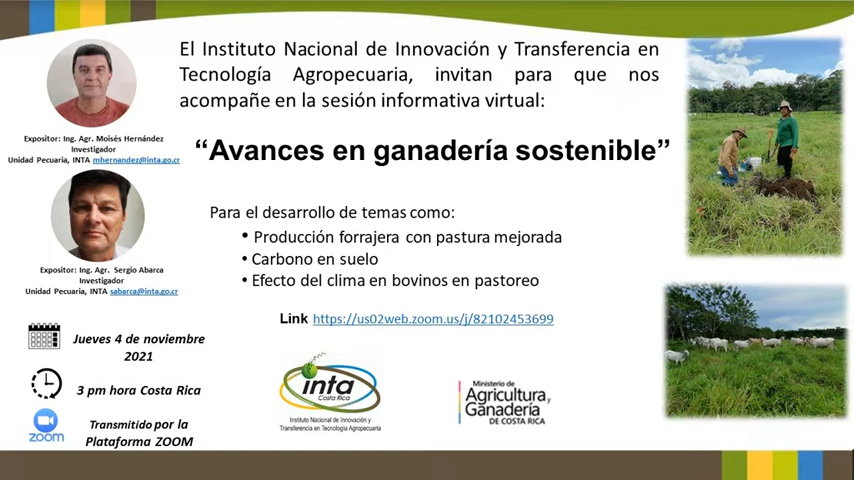 El Instituto Nacional de Innovación y Transferencia en
Tecnología Agropecuaria, invitan para que nos
acompañe en la sesión informativa virtual:
“Avances en ganadería sostenible”
Expositor: Ing. Agr. Moisés Hernández
Investigador
Unidad Pecuaria, INTA mhernandez@inta.go.cr
Expositor: Ing. Agr. Sergio Abarca
Investigador
Unidad Pecuaria, INTA sabarca@inta.go.cr
Para el desarrollo de temas como:
• Producción forrajera con pastura mejorada
• Carbono en suelo
• Efecto del clima en bovinos en pastoreo
Link https://us02web.zoom.us/j/82102453699
Jueves 4 de noviembre
2021
3 pm hora Costa Rica
zoom
Transmitido por la
Plataforma ZOOM
inta
Costa Rica
Instituto Nacional de Innovación y
Transferencia en Tecnología Agropecuaria
Ministerio de
Agricultura y
Ganadería
DE COSTA RICA